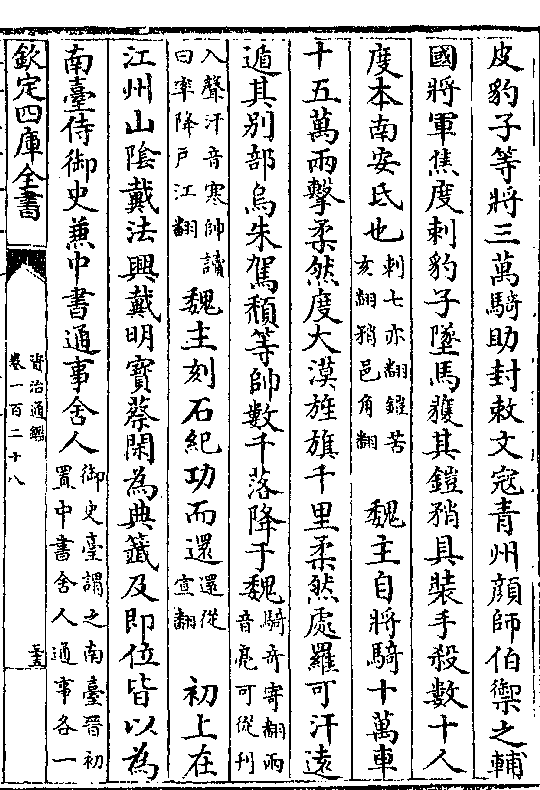 皮豹子等將三萬騎助封敕文寇青州顔師伯禦之輔
國將軍焦度刺豹子墜馬獲其鎧矟具裝手殺數十人
度本南安氐也刺七亦翻鎧苦亥翻矟色角翻 魏主自將騎十萬車
十五萬兩擊柔然度大漠旌旗千里柔然處羅可汗遠
遁其别部烏朱駕頽等帥數千落降于魏騎奇寄翻兩音亮可從刋
入聲汗音寒帥讀曰率降戸江翻 魏主刻石紀功而還還從宣翻 初上在
江州山陰戴法興戴明寶蔡閑為典籖及即位皆以為
南臺侍御史兼中書通事舍人御史臺謂之南臺晉初置中書舍人通事各一
欽定四庫全書
資治通鑑
卷一百二十八